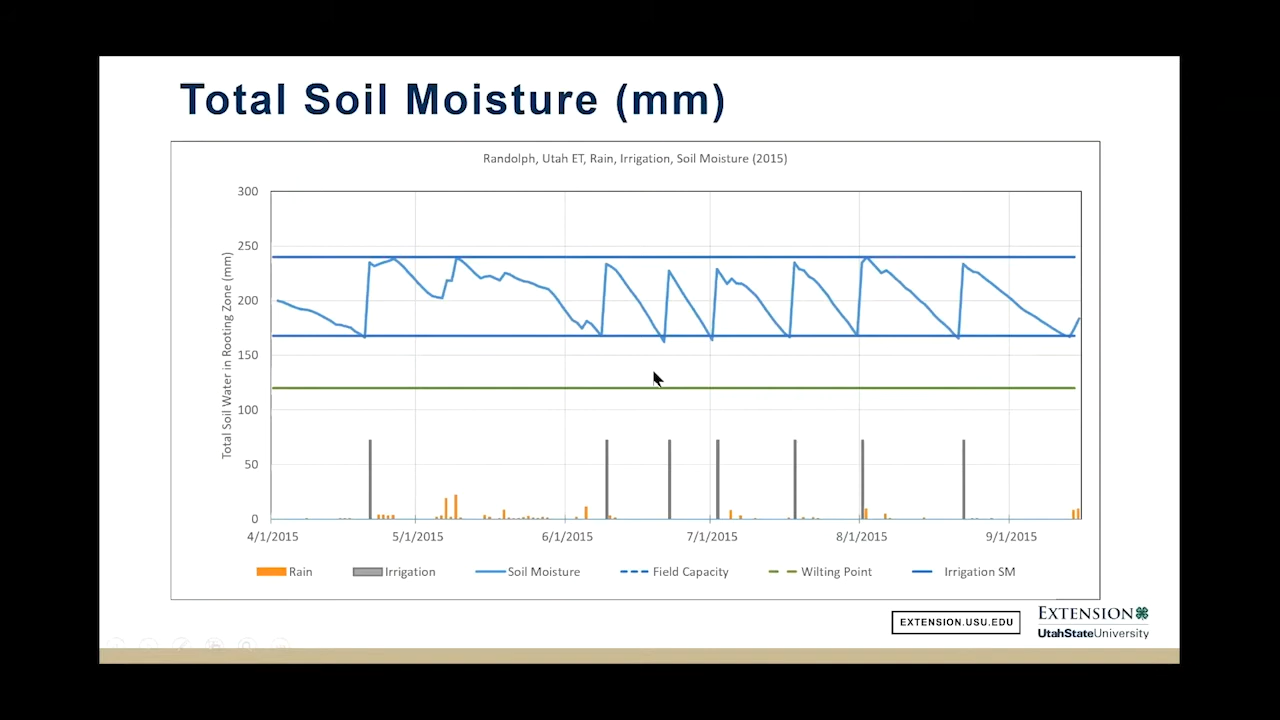 Total Soil Moisture (mm)
Randolph, Utah ET, Rain, Irrigation, Soil Moisture (2015)
Total Soil Water in Rooting Zone (mm)
300
250
200
150
100
50
0
4/1/2015 5/1/2015 6/1/2015 7/1/2015 8/1/2015 9/1/2015
Rain Irrigation Soil Moisture Field Capacity Wilting Point Irrigation SM
EXTENSION.USU.EDU
EXTENSION
UtahStateUniversity